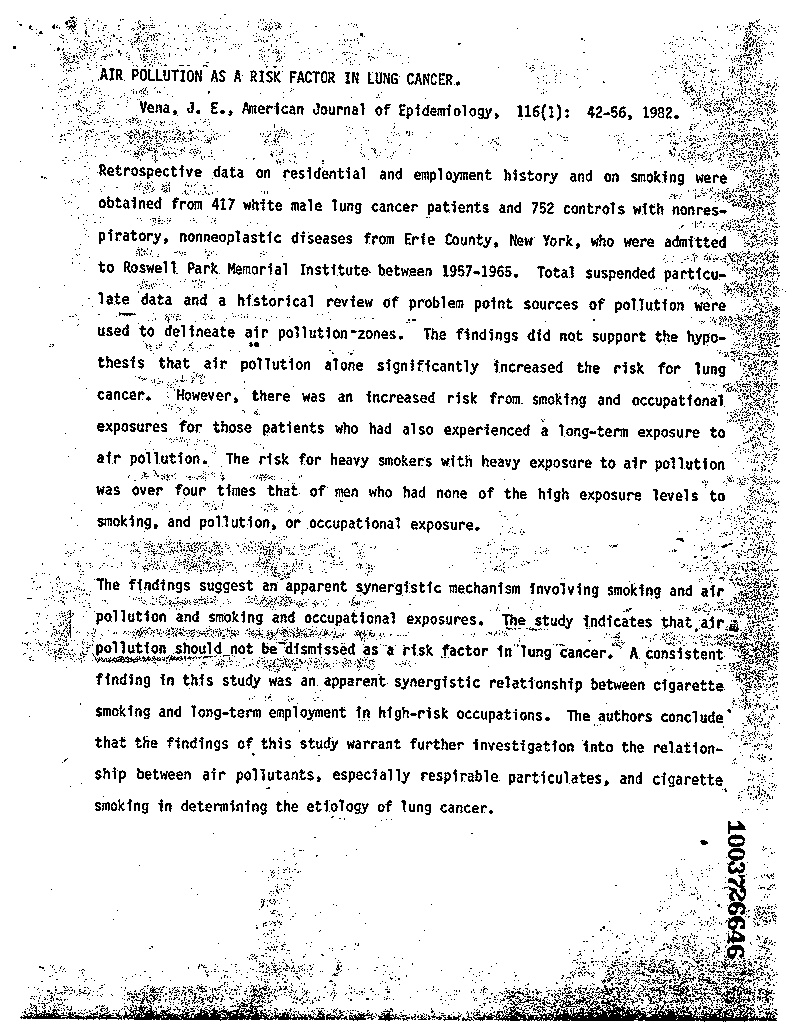 AIR POLLUTION AS A RISK FACTOR IN LUNG CANCER.
Vena, J. E., American Journal of Epidemiology, 116(1): 42-56, 1982.
Retrospective data on residential and employment history and on smoking were
obtained from 417 white male lung cancer patients and 752 controls with nonres-
piratory, nonneoplastic diseases from Erie County, New York, who were admitted
to Roswell Park Memorial Institute between 1957-1965. Total suspended particu-
late data and a historical review of problem point sources of pollution were
used to delineate air pollution zones. The findings did not support the hypo-
thesis that air pollution alone significantly increased the risk for lung
cancer. However, there was an increased risk from smoking and occupational
exposures for those patients who had also experienced a long-term exposure to
air pollution. The risk for heavy smokers with heavy exposure to air pollution
was over four times that of men who had none of the high exposure levels to
smoking, and pollution, or occupational exposure.
The findings suggest an apparent synergistic mechanism involving smoking and air
pollution and smoking and occupational exposures. The study indicates that air
pollution should not be dismissed as a risk factor in lung cancer. A consistent
finding in this study was an apparent synergistic relationship between cigarette
smoking and long-term employment in high-risk occupations. The authors conclude
that the findings of this study warrant further investigation into the relation-
ship between air pollutants, especially respirable particulates, and cigarette
smoking in determining the etiology of lung cancer.
1003726646